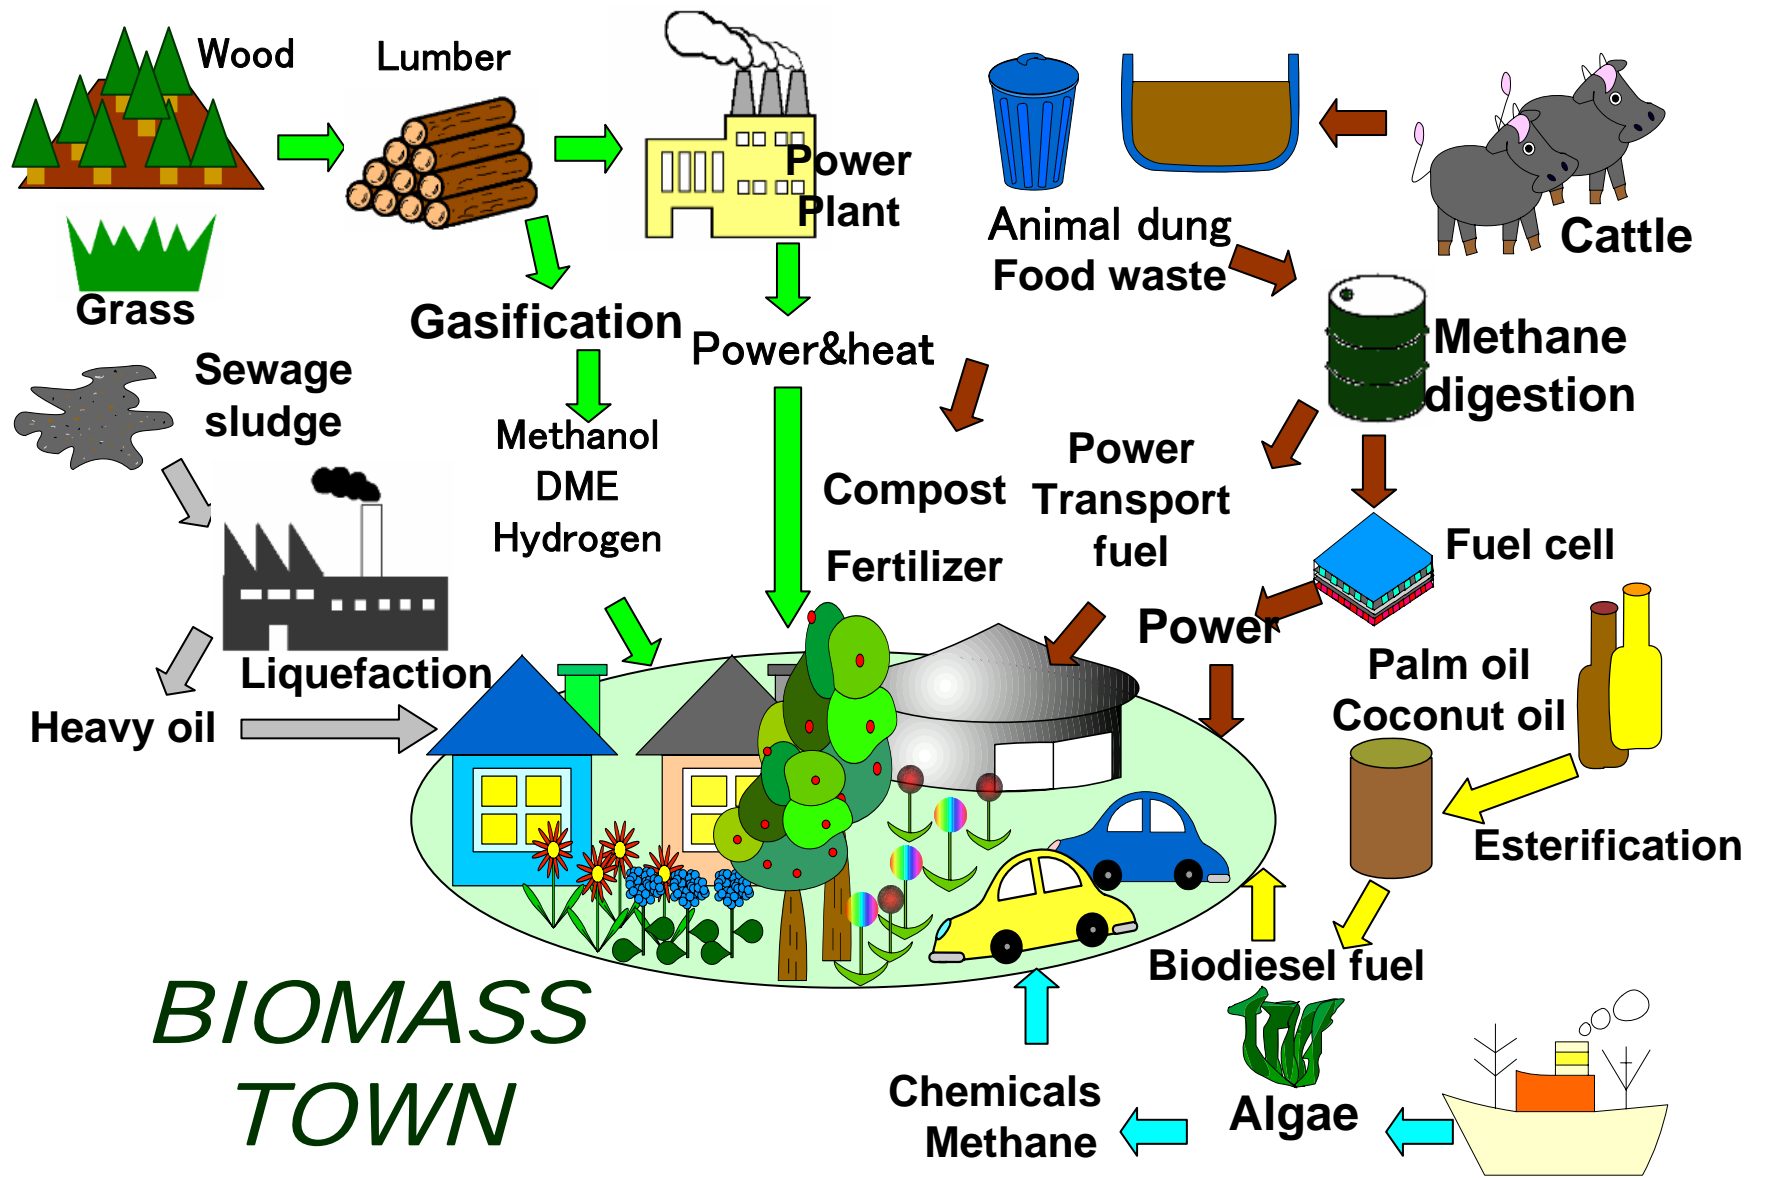 Wood
Lumber
Power
Plant
Animal dung
Food waste
Cattle
Grass
Gasification
Power&heat
Methane
digestion
Sewage
sludge
Methanol
DME
Hydrogen
Compost
Fertilizer
Power
Transport
fuel
Fuel cell
Power
Liquefaction
Heavy oil
Palm oil
Coconut oil
Esterification
Biodiesel fuel
BIOMASS
TOWN
Chemicals
Methane
Algae